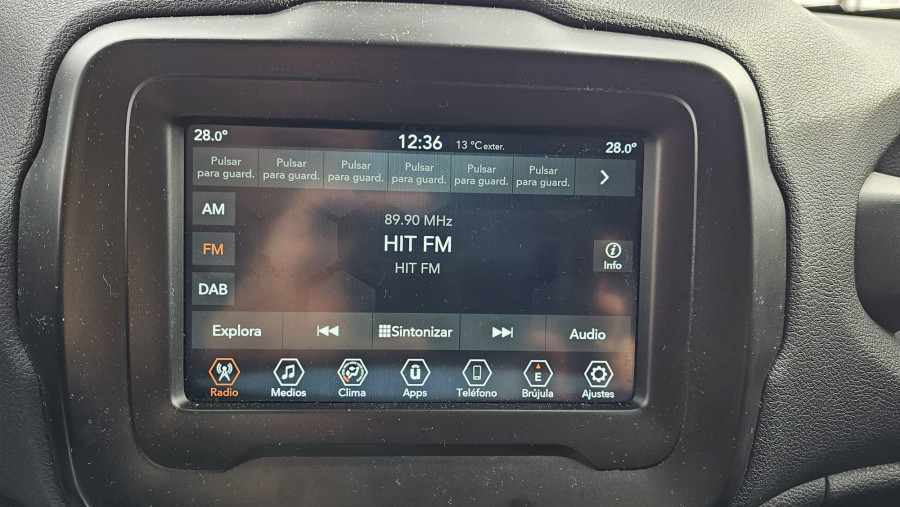 28.0°
12:36
13 °C exter.
28.0°
Pulsar
para guard.
Pulsar
para guard.
Pulsar
para guard.
Pulsar
para guard.
Pulsar
para guard.
Pulsar
para guard.
AM
89.90 MHz
HIT FM
HIT FM
FM
Info
DAB
Explora
Sintonizar
Audio
Radio
Medios
Clima
Apps
Teléfono
E
Brújula
Ajustes